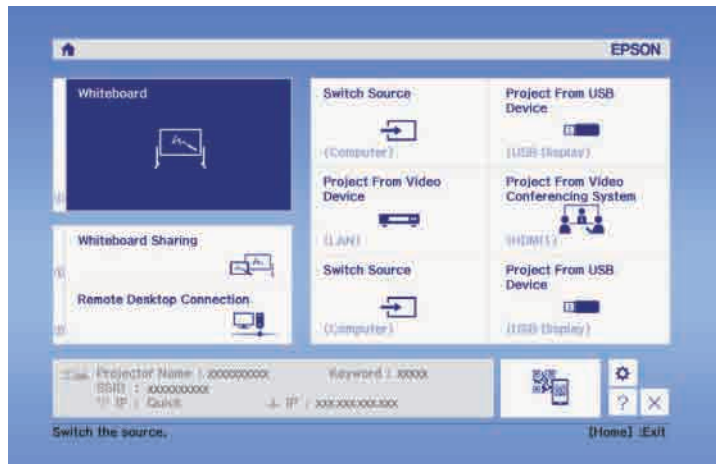 EPSON
Whiteboard
Switch Source
(Computer)
Project From USB
Device
(USB Display)
Project From Video
Device
(LAN)
Project From Video
Conferencing System
(HDMI1)
Whiteboard Sharing
Remote Desktop Connection
Switch Source
(Computer)
Project From USB
Device
(USB Display)
Projector Name : xxxxxxxxxx Keyword : xxxxx
SSID : xxxxxxxxxx
IP : Quick IP : xxx.xxx.xxx.xxx
?
Switch the source.
[Home] :Exit